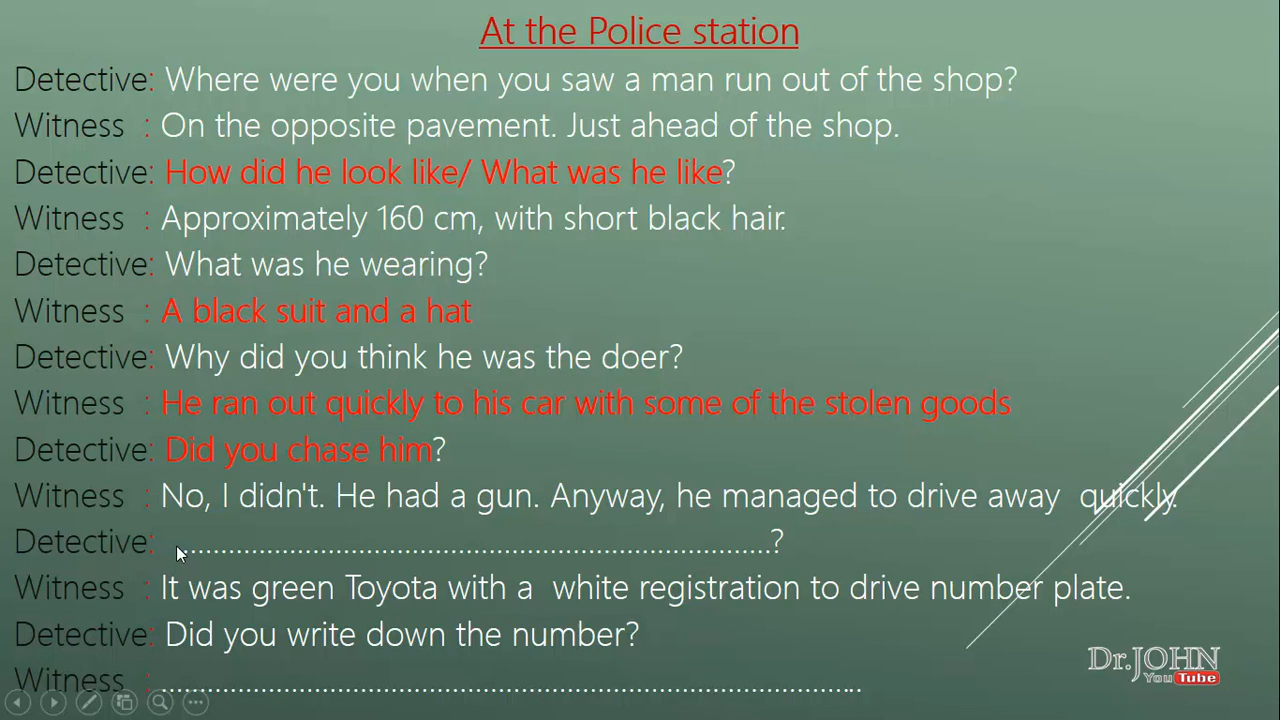 At the Police station
Detective: Where were you when you saw a man run out of the shop?
Witness : On the opposite pavement. Just ahead of the shop.
Detective: How did he look like/ What was he like?
Witness : Approximately 160 cm, with short black hair.
Detective: What was he wearing?
Witness : A black suit and a hat
Detective: Why did you think he was the doer?
Witness : He ran out quickly to his car with some of the stolen goods
Detective: Did you chase him?
Witness : No, I didn't. He had a gun. Anyway, he managed to drive away quickly.
Detective: ..............................................................................?
Witness : It was green Toyota with a white registration to drive number plate.
Detective: Did you write down the number?
Witness : ...........................................................................................
Dr.JOHN
You Tube